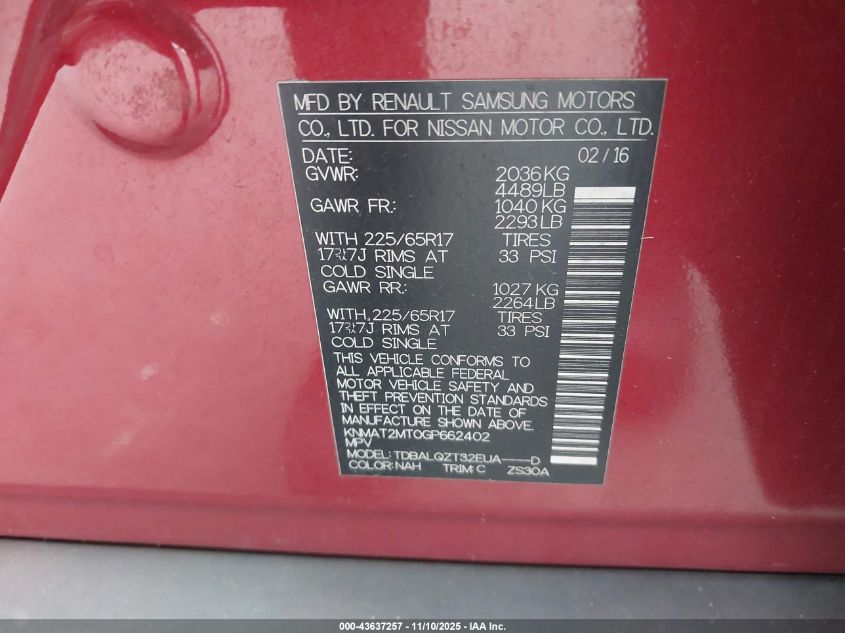 MFD BY RENAULT SAMSUNG MOTORS
CO., LTD. FOR NISSAN MOTOR CO., LTD.
DATE: 02/16
GVWR: 2036KG
4489LB
GAWR FR.: 1040KG
2293LB
WITH 225/65R17 TIRES
17x7J RIMS AT 33 PSI
COLD SINGLE
GAWR RR.: 1027KG
2264LB
WITH, 225/65R17 TIRES
17x7J RIMS AT 33 PSI
COLD SINGLE
THIS VEHICLE CONFORMS TO
ALL APPLICABLE FEDERAL
MOTOR VEHICLE SAFETY AND
THEFT PREVENTION STANDARDS
IN EFFECT ON THE DATE OF
MANUFACTURE SHOWN ABOVE.
KNMAT2MT0GP662402
MPV
MODEL: TDBALQZT32EUA----D
COLOR: NAH TRIM: C ZS30A
000-43637257 - 11/10/2025 - IAA Inc.